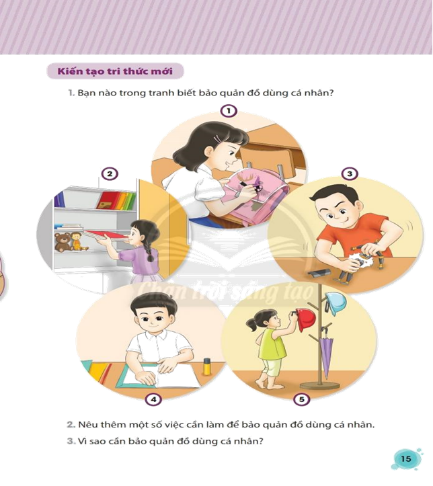 Kiến tạo tri thức mới
1. Bạn nào trong tranh biết bảo quản đồ dùng cá nhân?
1
2
3
Chân trời sáng tạo
4
5
2. Nêu thêm một số việc cần làm để bảo quản đồ dùng cá nhân.
3. Vì sao cần bảo quản đồ dùng cá nhân?
15